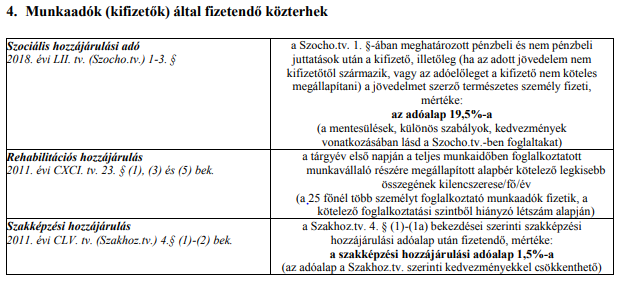 4. Munkaadók (kifizetők) által fizetendő közterhek
Szociális hozzájárulási adó
2018. évi LII. tv. (Szocho.tv.) 1-3. §
a Szocho.tv. 1. §-ában meghatározott pénzbeli és nem pénzbeli
juttatások után a kifizető, illetőleg (ha az adott jövedelem nem
kifizetőtől származik, vagy az adóelőleget a kifizető nem köteles
megállapítani) a jövedelmet szerző természetes személy fizeti,
mértéke:
az adóalap 19,5%-a
(a mentesülések, különös szabályok, kedvezmények
vonatkozásában lásd a Szocho.tv.-ben foglaltakat)
Rehabilitációs hozzájárulás
2011. évi CXCI. tv. 23. § (1), (3) és (5) bek.
a tárgyév első napján a teljes munkaidőben foglalkoztatott
munkavállaló részére megállapított alapbér kötelező legkisebb
összegének kilencszerese/fő/év
(a 25 főnél több személyt foglalkoztató munkaadók fizetik, a
kötelező foglalkoztatási szintből hiányzó létszám alapján)
Szakképzési hozzájárulás
2011. évi CLV. tv. (Szakhoz.tv.) 4.§ (1)-(2) bek.
a Szakhoz.tv. 4. § (1)-(1a) bekezdései szerinti szakképzési
hozzájárulási adóalap után fizetendő, mértéke:
a szakképzési hozzájárulási adóalap 1,5%-a
(az adóalap a Szakhoz.tv. szerinti kedvezményekkel csökkenthető)